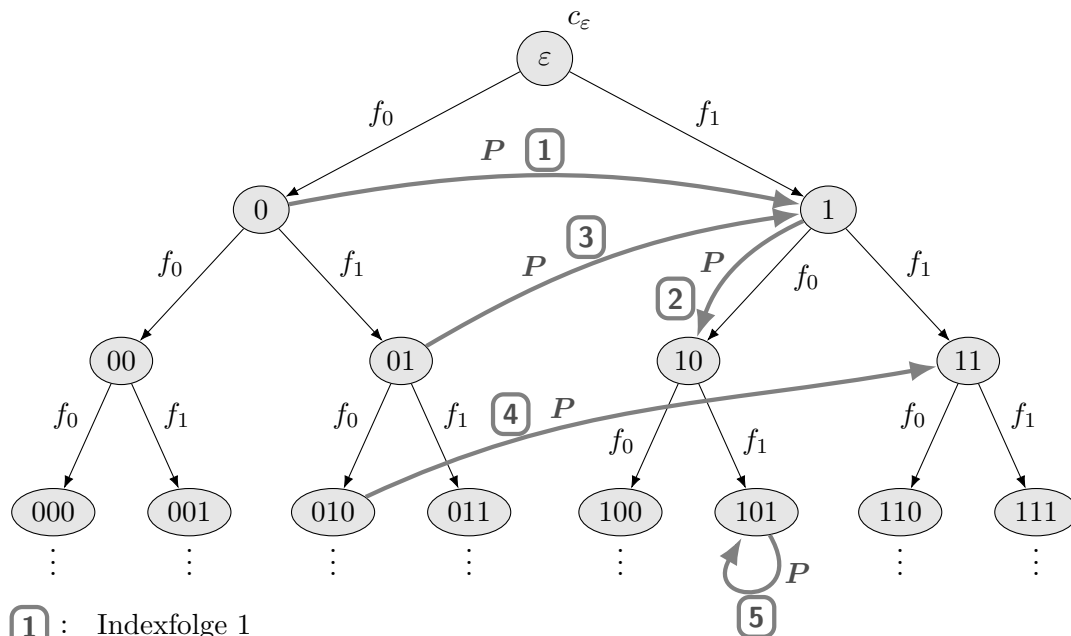 c_ε
ε
f_0 f_1
P 1
0 1
3
f_0 f_1 P P f_0 f_1
2
00 01 10 11
4 P
f_0 f_1 f_0 f_1 f_0 f_1 f_0 f_1
000 001 010 011 100 101 110 111
⋮ ⋮ ⋮ ⋮ ⋮ P ⋮ ⋮
5
1 : Indexfolge 1